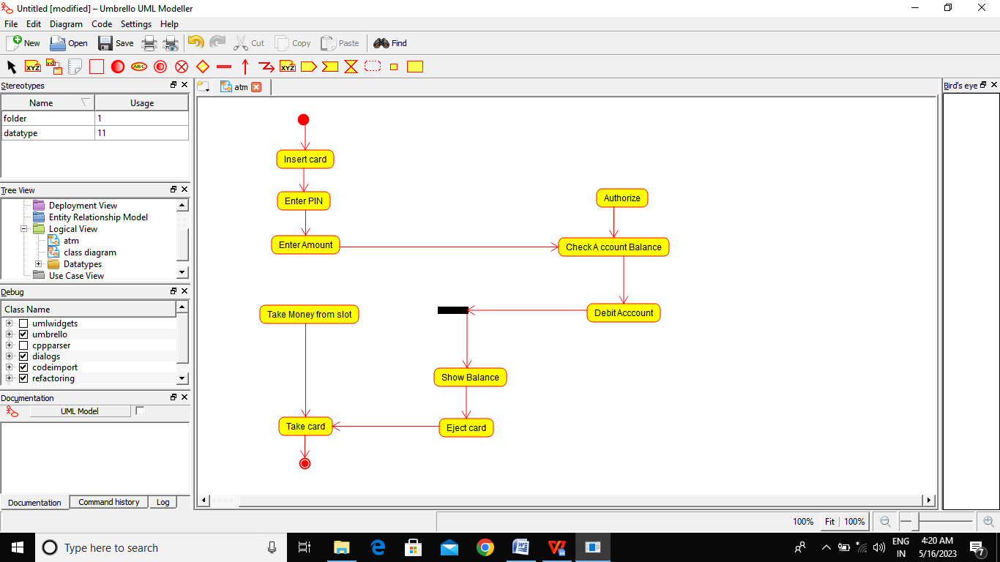 Untitled [modified] – Umbrello UML Modeller
File Edit Diagram Code Settings Help
New Open Save Cut Copy Paste Find
XYZ XYZ ABC XYZ
Stereotypes
Name Usage
folder 1
datatype 11
Tree View
Deployment View
Entity Relationship Model
Logical View
atm
class diagram
Datatypes
Use Case View
Debug
Class Name
umlwidgets
umbrello
cppparser
dialogs
codeimport
refactoring
Documentation
UML Model
Documentation Command history Log
atm
Insert card
Enter PIN
Enter Amount
Authorize
Check A ccount Balance
Debit Acccount
Take Money from slot
Show Balance
Take card
Eject card
Bird's eye
100% Fit 100%
Type here to search
ENG
IN
4:20 AM
5/16/2023
7